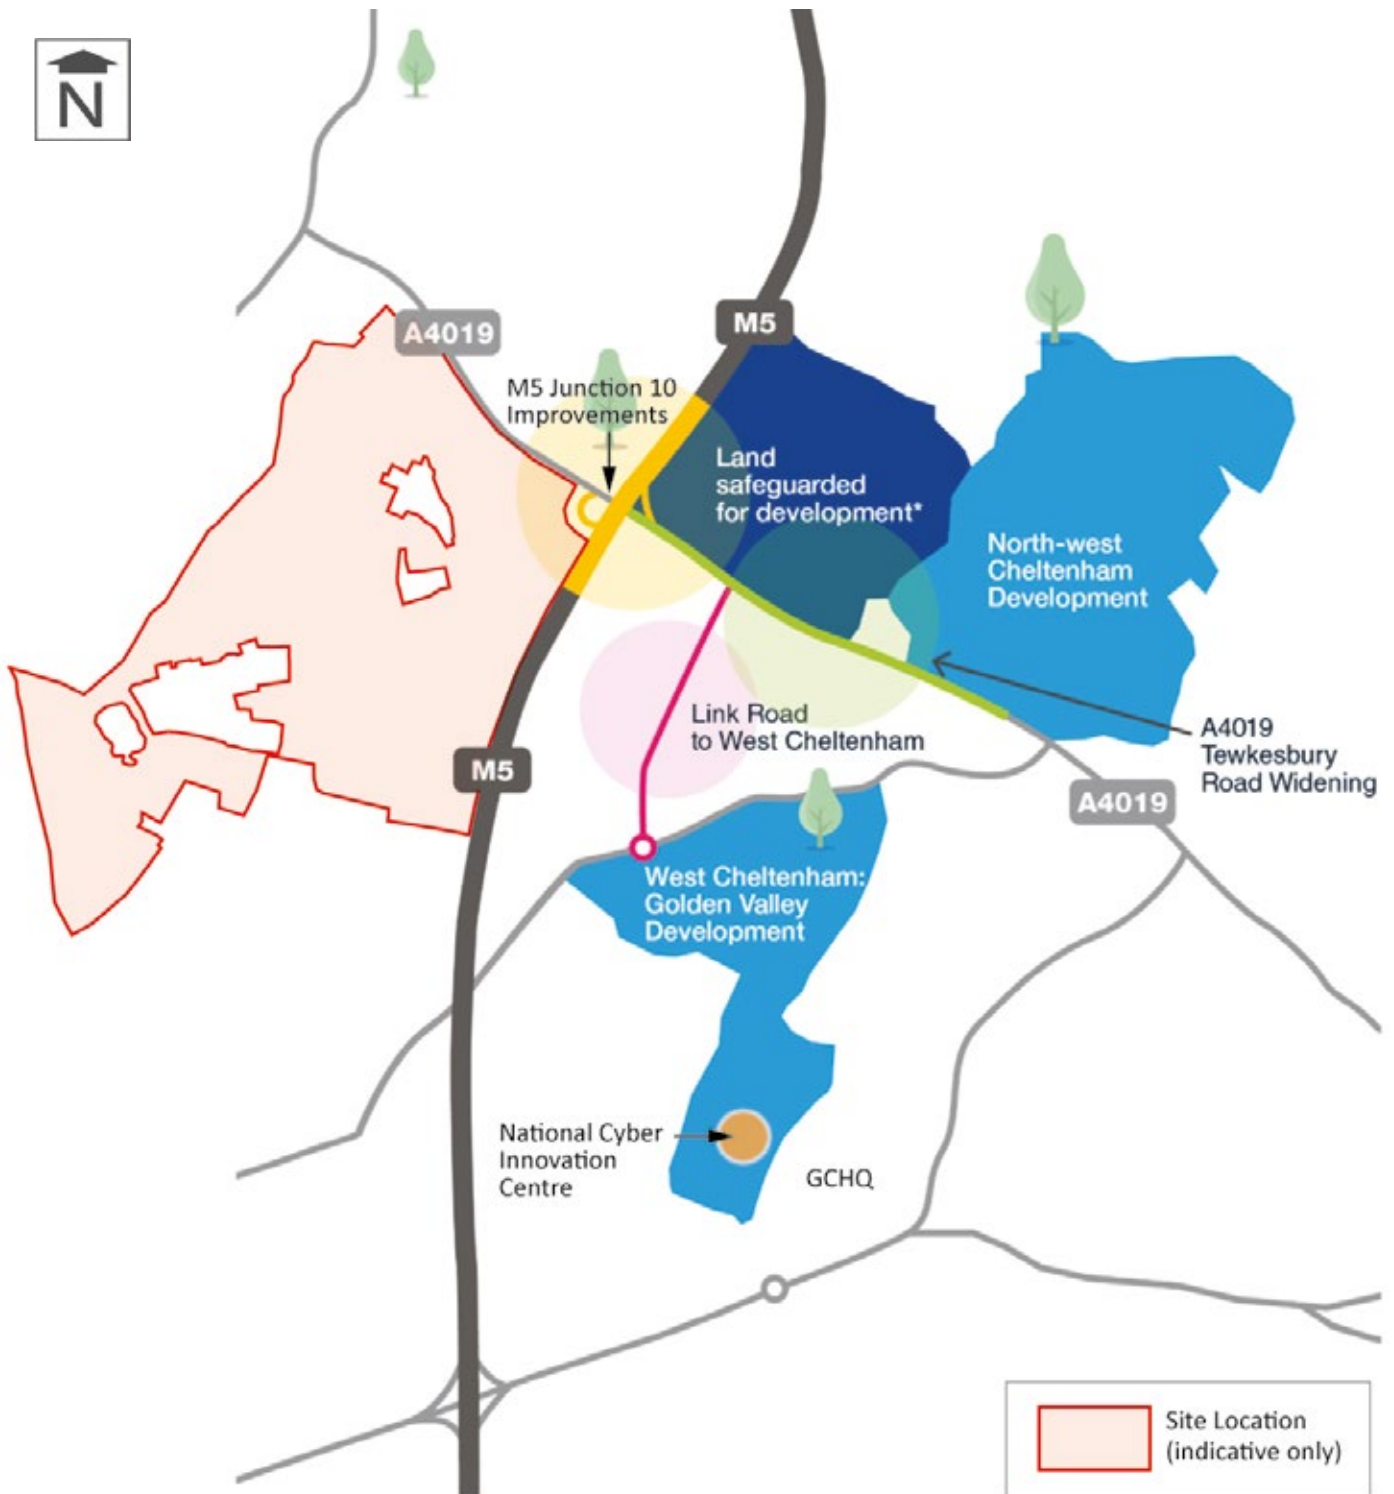 N
A4019
M5
M5 Junction 10
Improvements
Land
safeguarded
for development*
North-west
Cheltenham
Development
Link Road
to West Cheltenham
A4019
Tewkesbury
Road Widening
M5
A4019
West Cheltenham:
Golden Valley
Development
National Cyber
Innovation
Centre
GCHQ
Site Location
(indicative only)